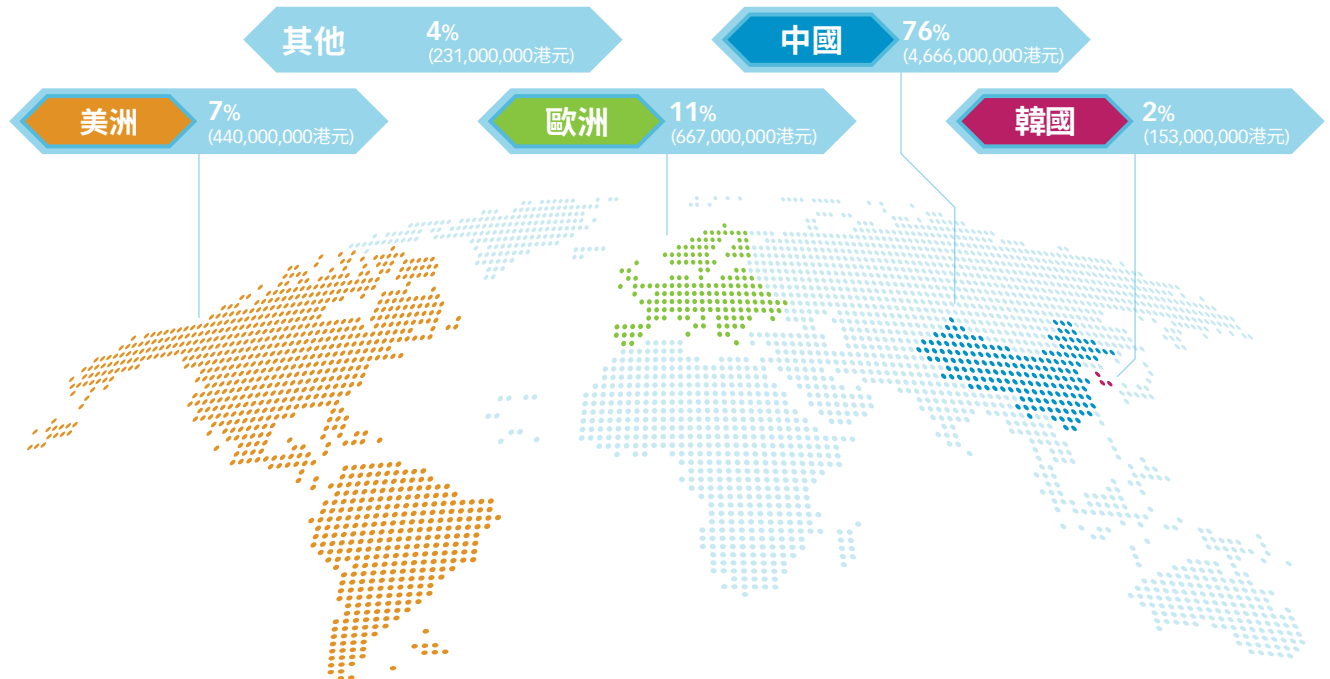 其他
4%
(231,000,000港元)
中國
76%
(4,666,000,000港元)
美洲
7%
(440,000,000港元)
歐洲
11%
(667,000,000港元)
韓國
2%
(153,000,000港元)